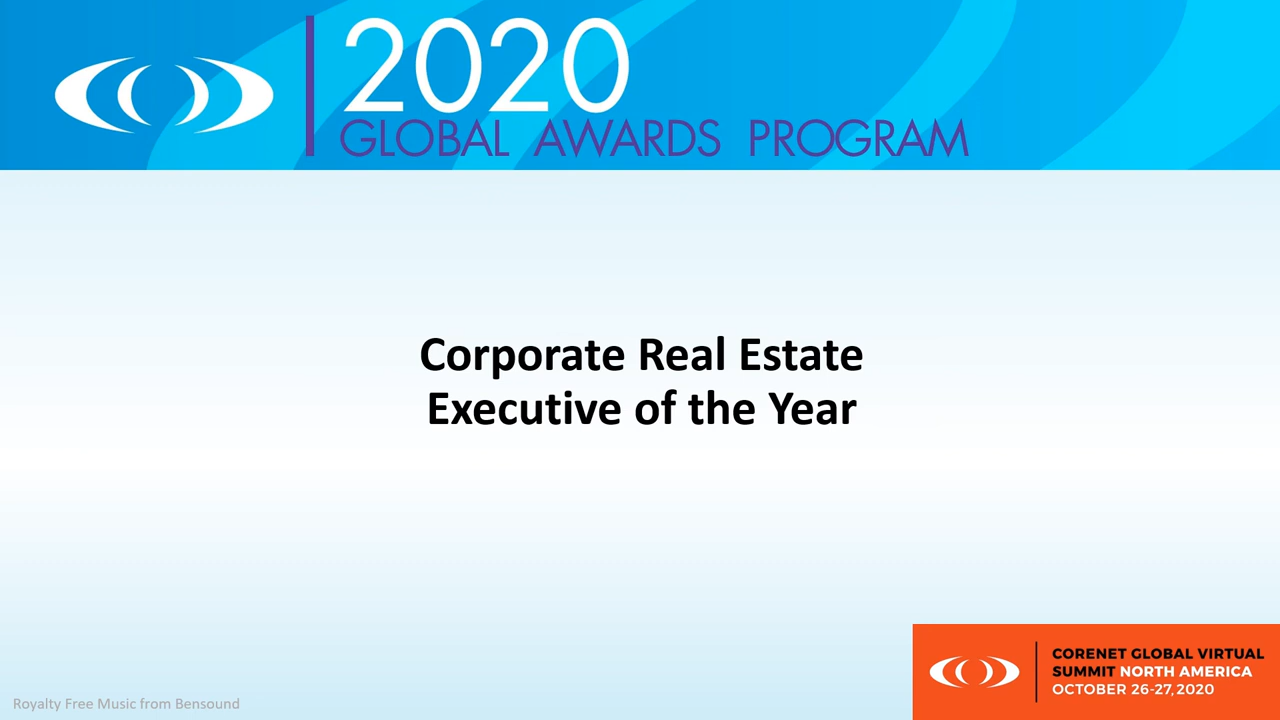 2020
GLOBAL AWARDS PROGRAM
Corporate Real Estate
Executive of the Year
CORENET GLOBAL VIRTUAL
SUMMIT NORTH AMERICA
OCTOBER 26-27, 2020
Royalty Free Music from Bensound